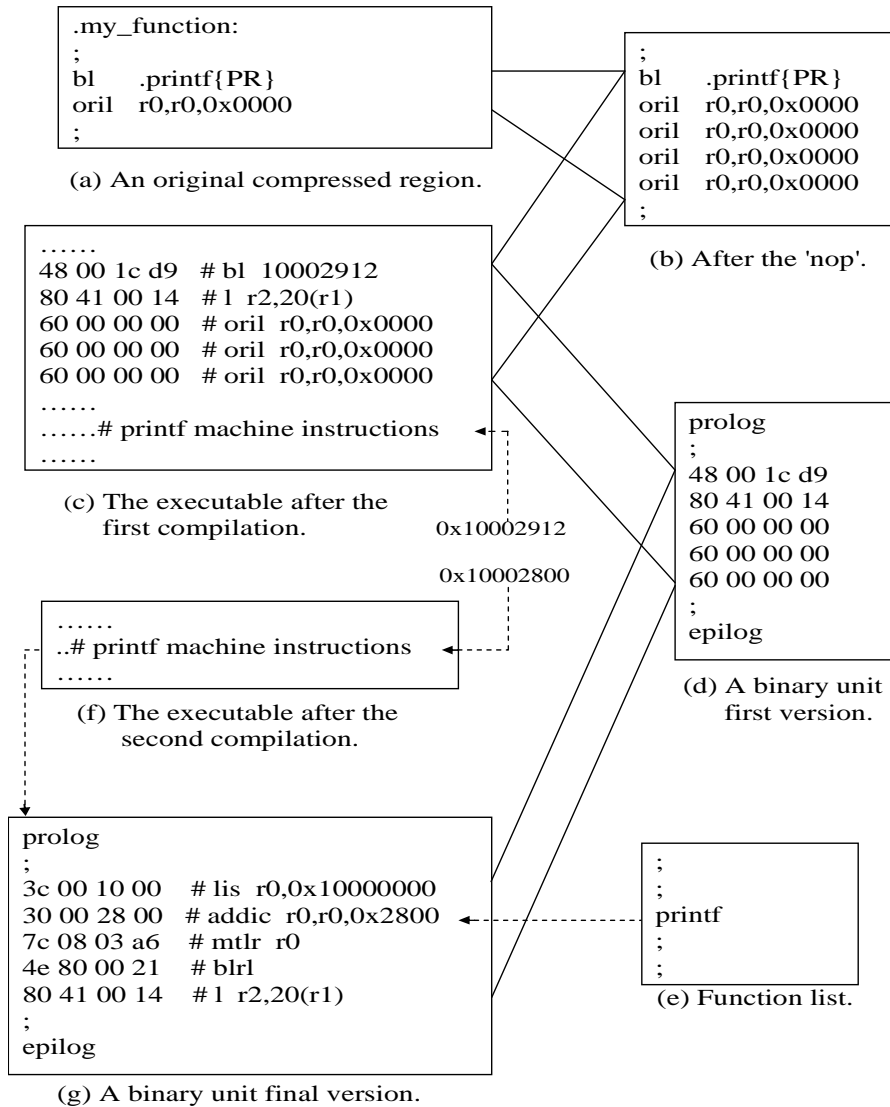 .my_function:
;
bl .printf{PR}
oril r0,r0,0x0000
;
(a) An original compressed region.
;
bl .printf{PR}
oril r0,r0,0x0000
oril r0,r0,0x0000
oril r0,r0,0x0000
oril r0,r0,0x0000
;
(b) After the 'nop'.
......
48 00 1c d9 # bl 10002912
80 41 00 14 # l r2,20(r1)
60 00 00 00 # oril r0,r0,0x0000
60 00 00 00 # oril r0,r0,0x0000
60 00 00 00 # oril r0,r0,0x0000
......
......# printf machine instructions
......
(c) The executable after the
first compilation.
0x10002912
0x10002800
prolog
;
48 00 1c d9
80 41 00 14
60 00 00 00
60 00 00 00
60 00 00 00
;
epilog
(d) A binary unit
first version.
......
..# printf machine instructions
......
(f) The executable after the
second compilation.
prolog
;
3c 00 10 00 # lis r0,0x10000000
30 00 28 00 # addic r0,r0,0x2800
7c 08 03 a6 # mtlr r0
4e 80 00 21 # blrl
80 41 00 14 # l r2,20(r1)
;
epilog
(g) A binary unit final version.
;
;
printf
;
;
(e) Function list.